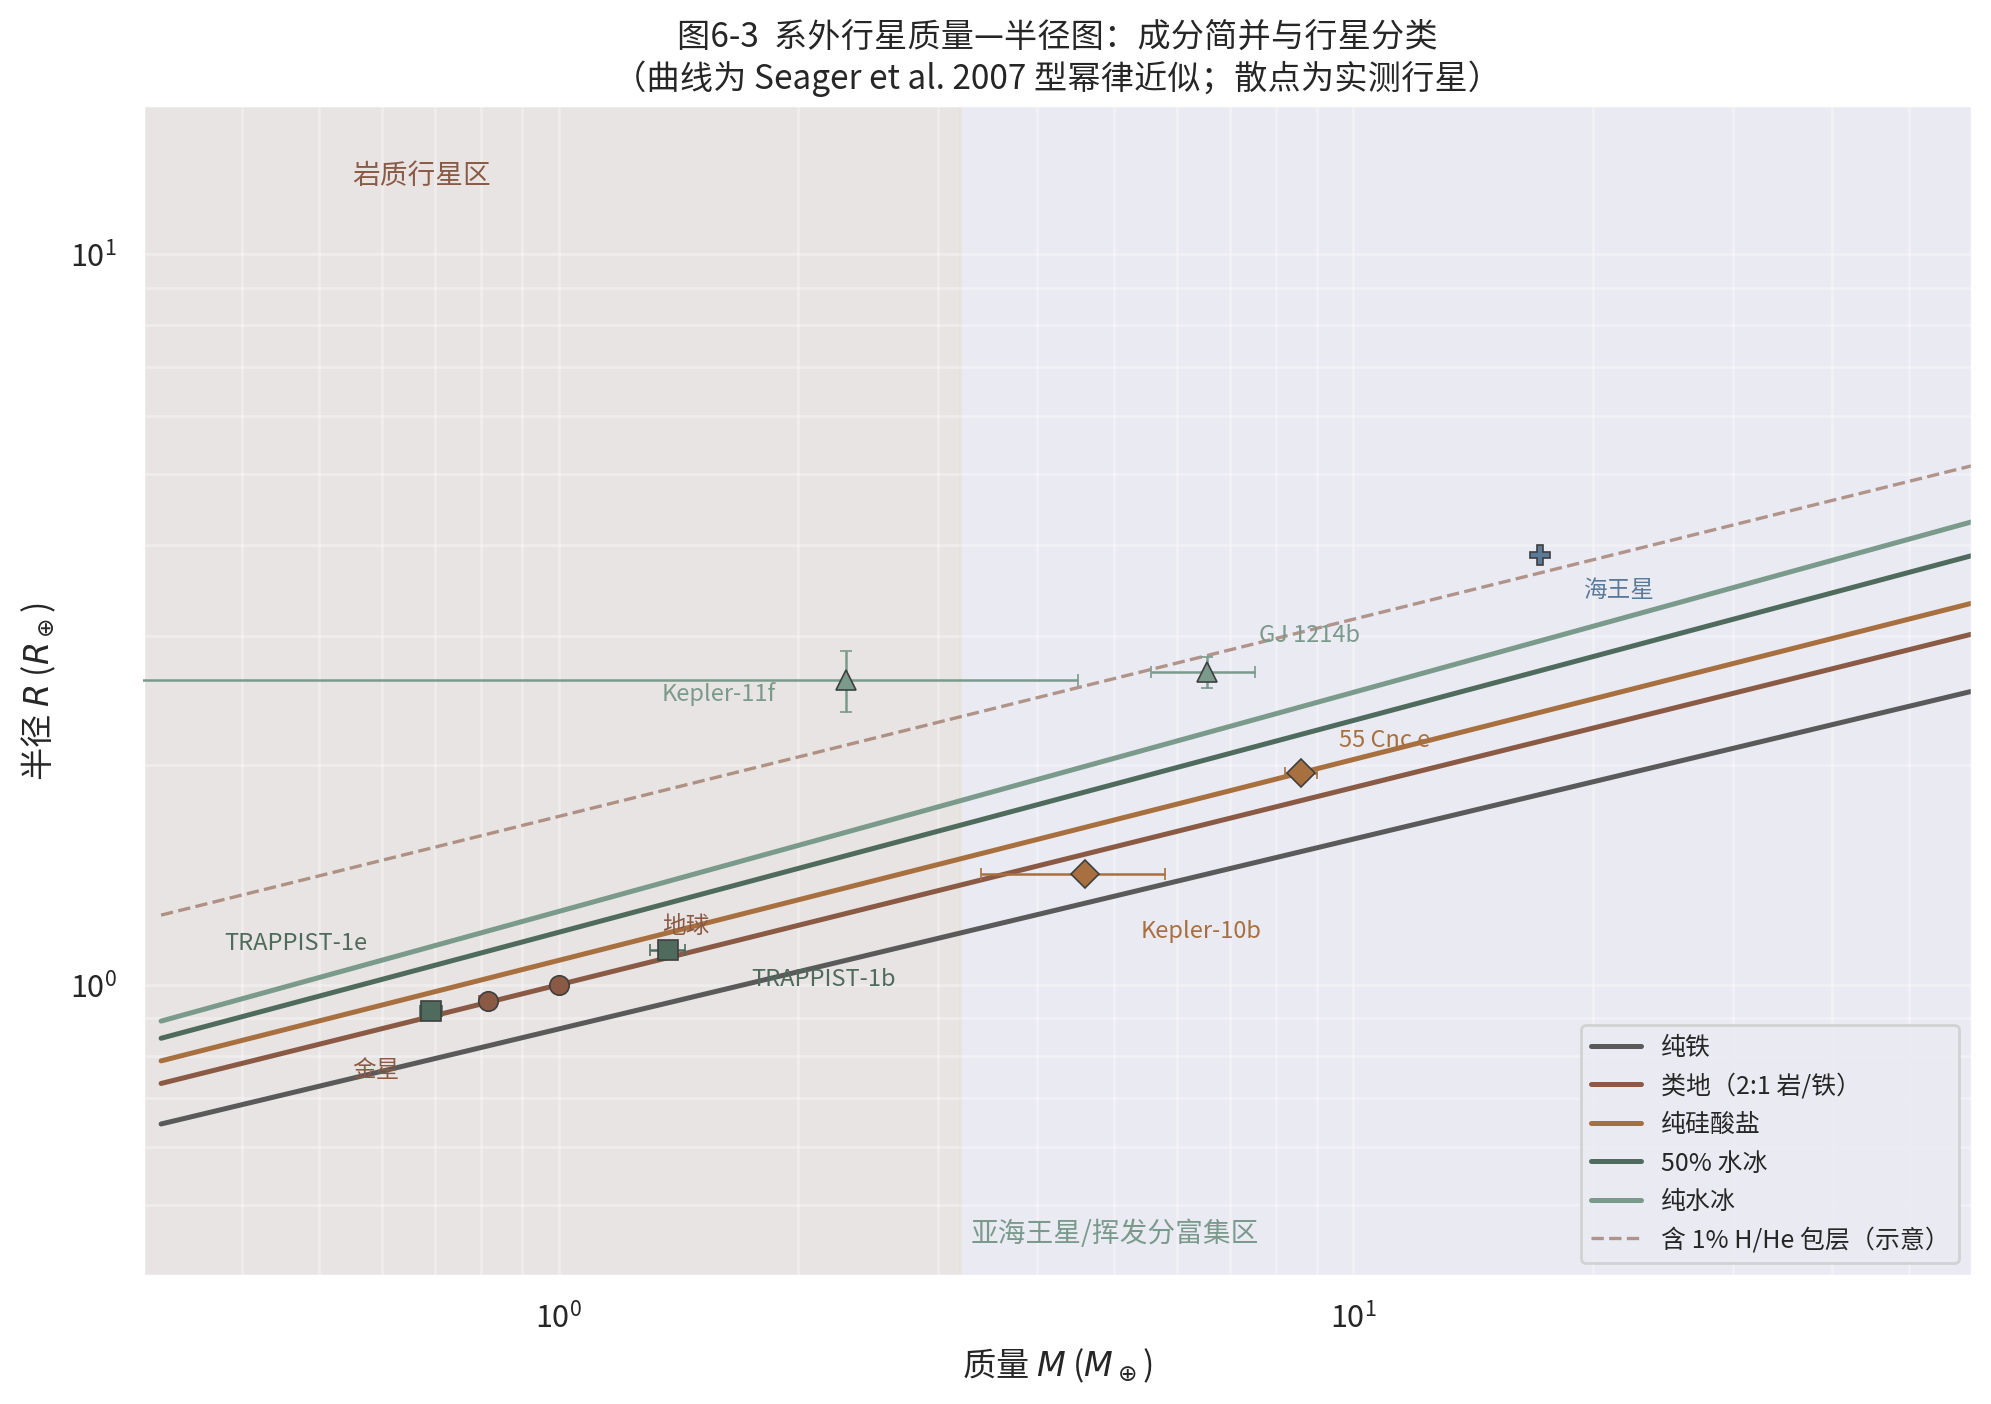 图6-3 系外行星质量—半径图：成分简并与行星分类
（曲线为 Seager et al. 2007 型幂律近似；散点为实测行星）
岩质行星区
10¹
海王星
GJ 1214b
Kepler-11f
55 Cnc e
半径 R (R⊕)
地球
Kepler-10b
TRAPPIST-1e
TRAPPIST-1b
10⁰
金星
纯铁
类地（2:1 岩/铁）
纯硅酸盐
50% 水冰
纯水冰
含 1% H/He 包层（示意）
亚海王星/挥发分富集区
10⁰
10¹
质量 M (M⊕)